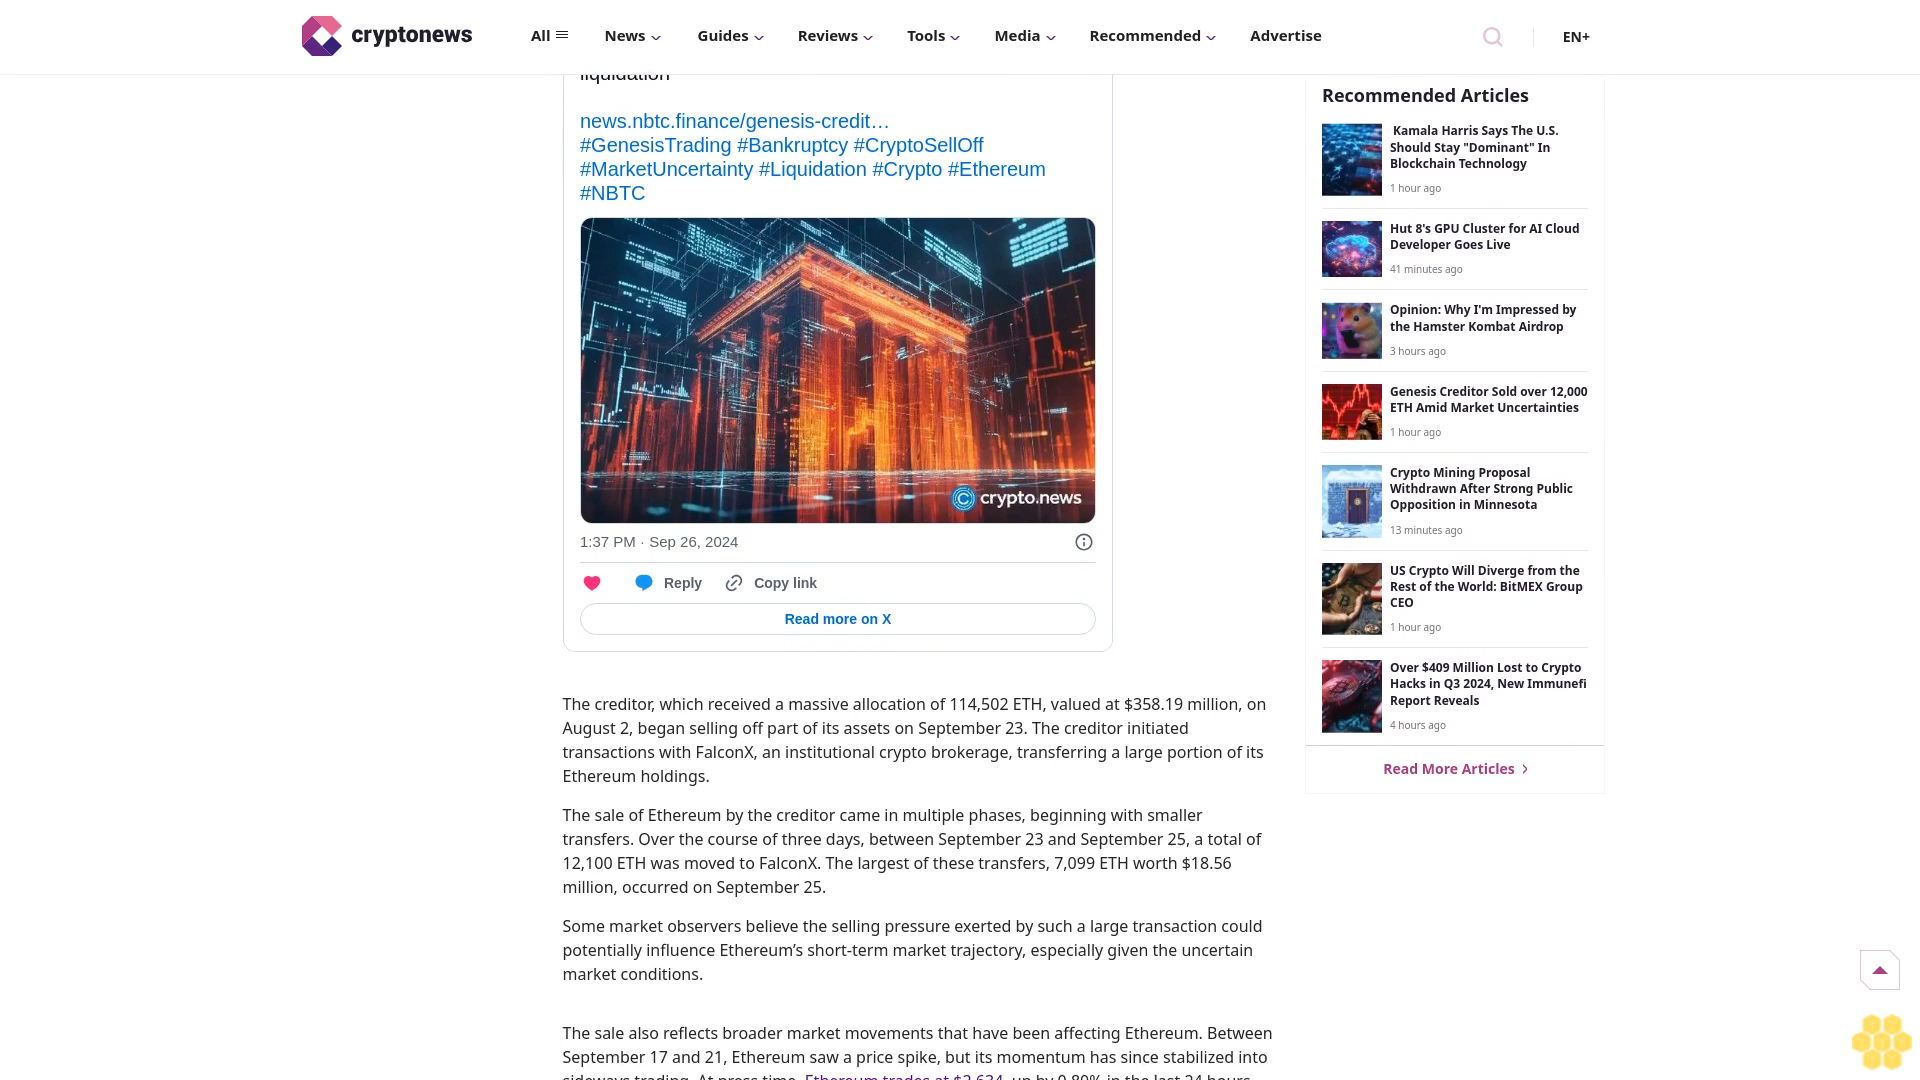 cryptonews
All
News
Guides
Reviews
Tools
Media
Recommended
Advertise
EN+
liquidation
news.nbtc.finance/genesis-credit…
#GenesisTrading #Bankruptcy #CryptoSellOff
#MarketUncertainty #Liquidation #Crypto #Ethereum
#NBTC
crypto.news
1:37 PM · Sep 26, 2024
Reply
Copy link
Read more on X
The creditor, which received a massive allocation of 114,502 ETH, valued at $358.19 million, on
August 2, began selling off part of its assets on September 23. The creditor initiated
transactions with FalconX, an institutional crypto brokerage, transferring a large portion of its
Ethereum holdings.
The sale of Ethereum by the creditor came in multiple phases, beginning with smaller
transfers. Over the course of three days, between September 23 and September 25, a total of
12,100 ETH was moved to FalconX. The largest of these transfers, 7,099 ETH worth $18.56
million, occurred on September 25.
Some market observers believe the selling pressure exerted by such a large transaction could
potentially influence Ethereum’s short-term market trajectory, especially given the uncertain
market conditions.
The sale also reflects broader market movements that have been affecting Ethereum. Between
September 17 and 21, Ethereum saw a price spike, but its momentum has since stabilized into
sideways trading. At press time, Ethereum trades at $2,634, up by 0.80% in the last 24 hours.
Recommended Articles
Kamala Harris Says The U.S.
Should Stay "Dominant" In
Blockchain Technology
1 hour ago
Hut 8's GPU Cluster for AI Cloud
Developer Goes Live
41 minutes ago
Opinion: Why I'm Impressed by
the Hamster Kombat Airdrop
3 hours ago
Genesis Creditor Sold over 12,000
ETH Amid Market Uncertainties
1 hour ago
Crypto Mining Proposal
Withdrawn After Strong Public
Opposition in Minnesota
13 minutes ago
US Crypto Will Diverge from the
Rest of the World: BitMEX Group
CEO
1 hour ago
Over $409 Million Lost to Crypto
Hacks in Q3 2024, New Immunefi
Report Reveals
4 hours ago
Read More Articles